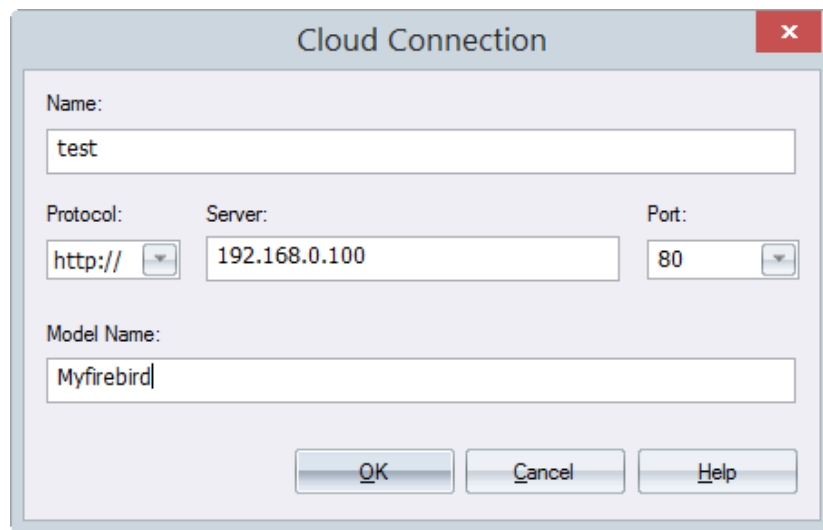 Cloud Connection
Name:
test
Protocol: Server: Port:
http:// 192.168.0.100 80
Model Name:
Myfirebird
OK Cancel Help